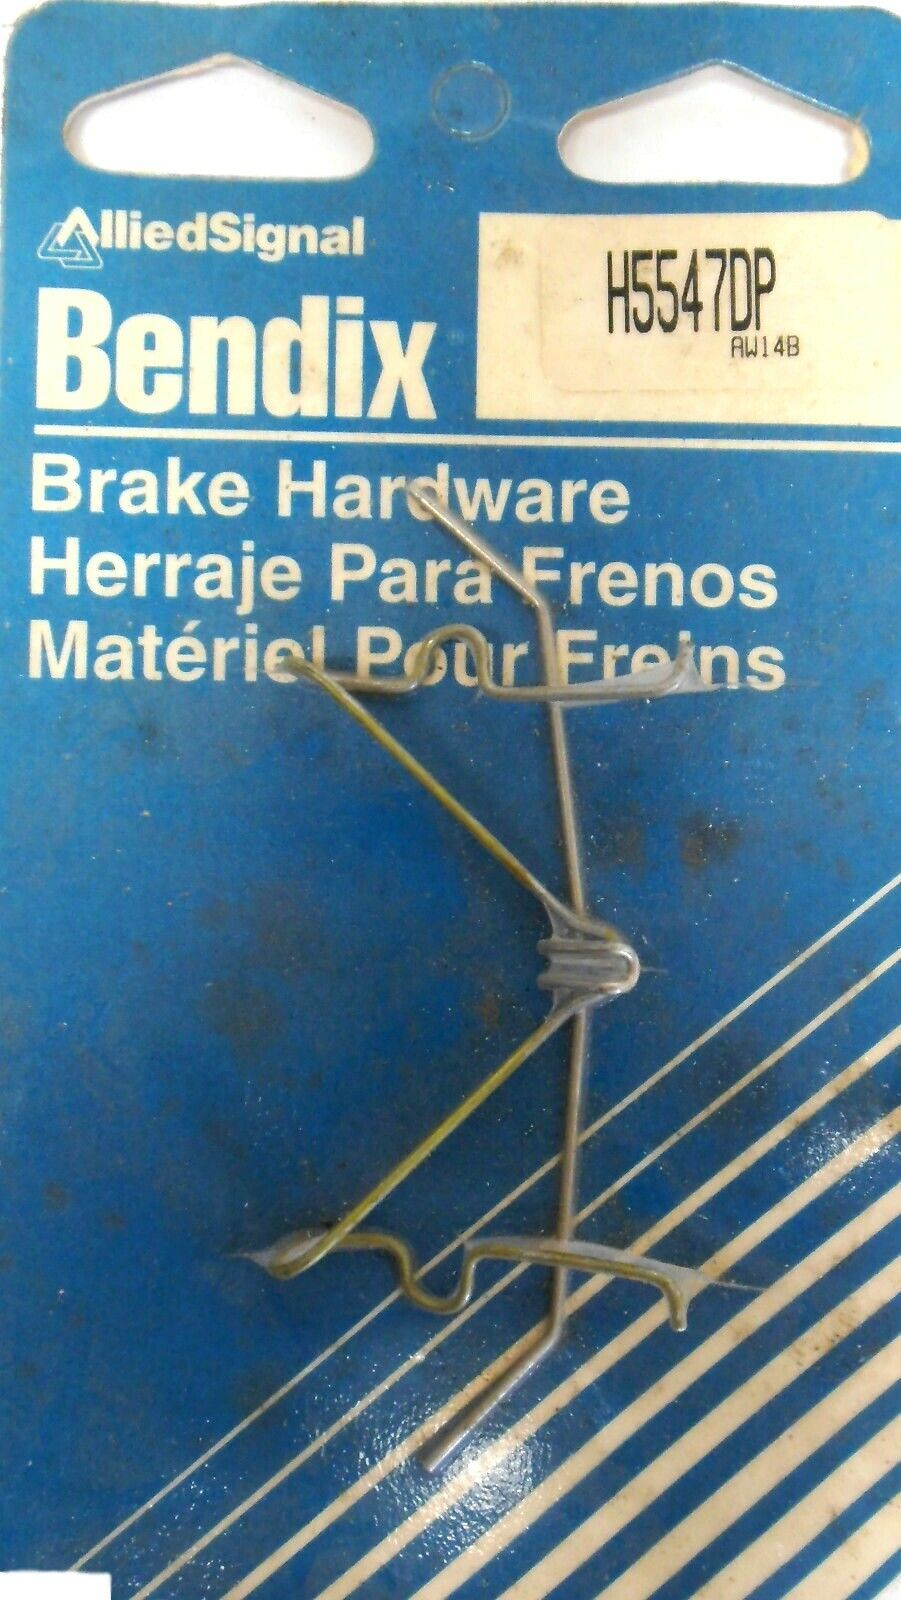 AlliedSignal
Bendix
H5547DP
AW14B
Brake Hardware
Herraje Para Frenos
Matériel Pour Freins